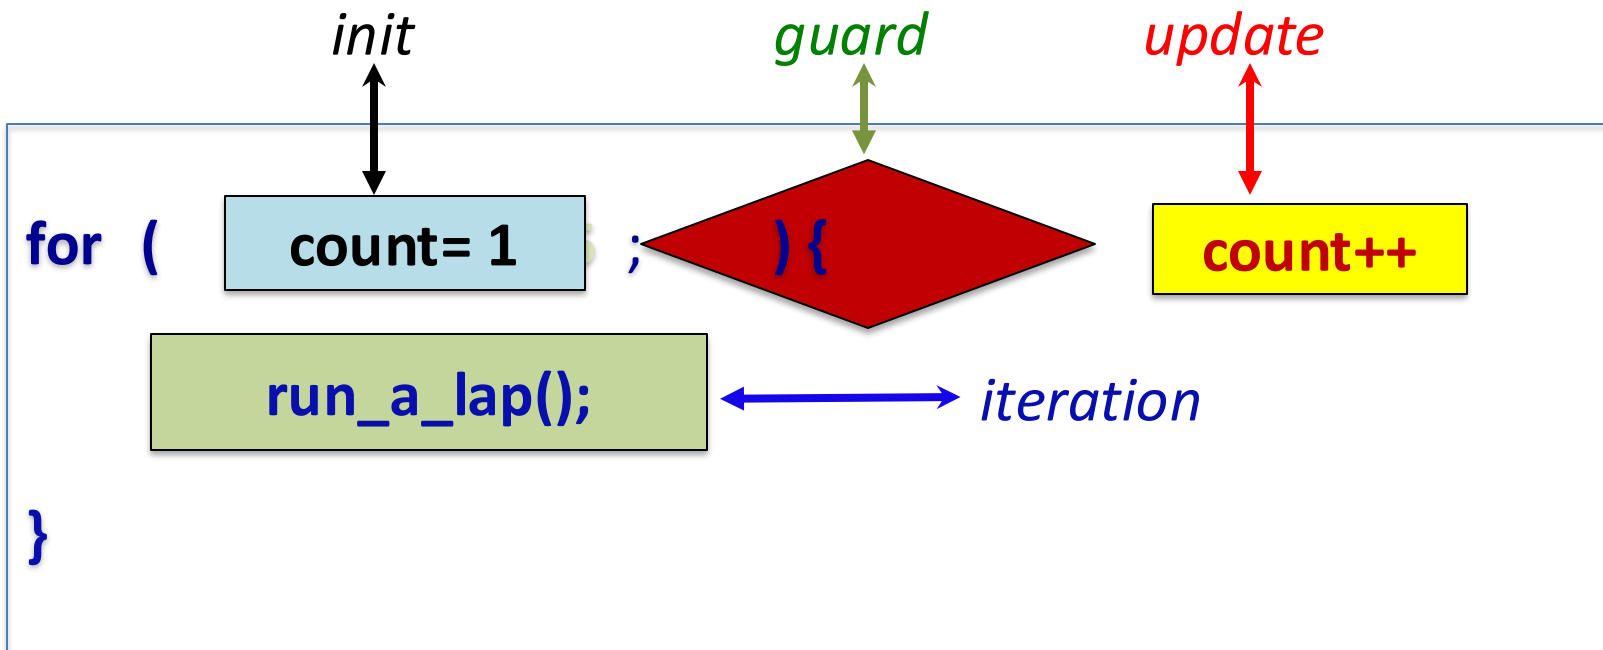 init guard update
for ( count= 1 ; ) { count++
run_a_lap(); iteration
}